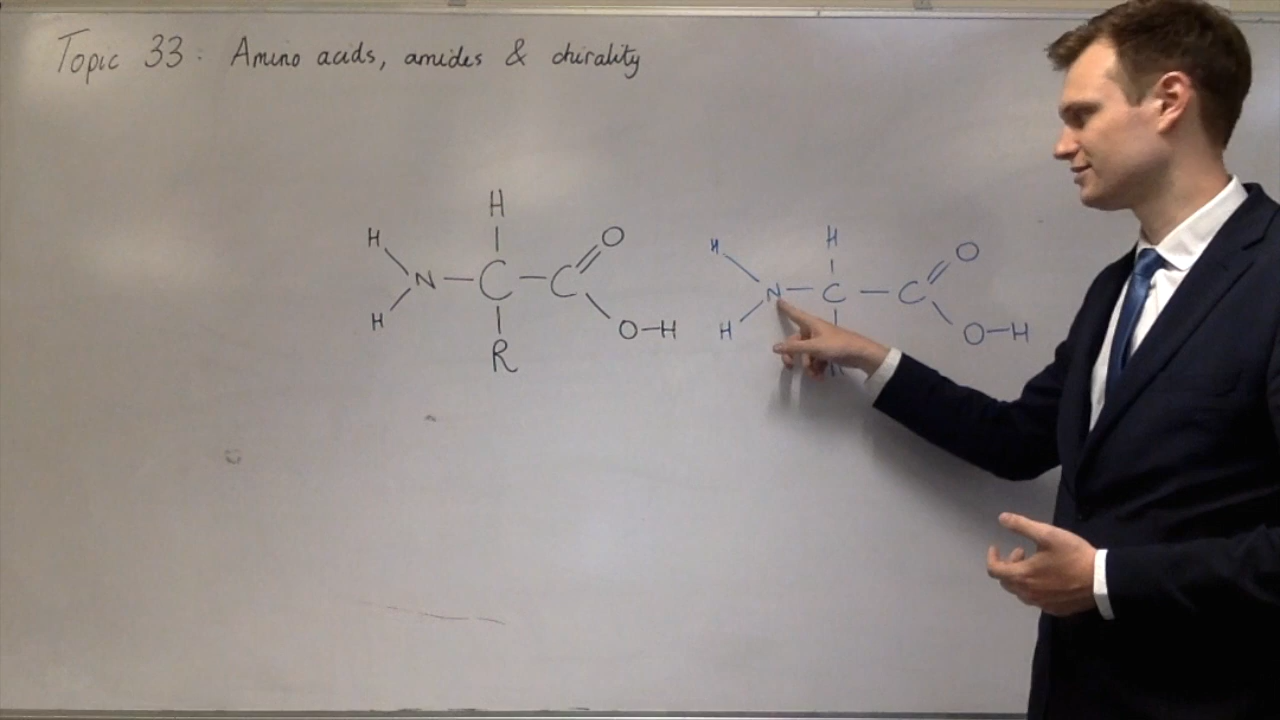 Topic 33: Amino acids, amides & chirality
H H O
H H O
N C C
N C C
H R O-H
H O-H